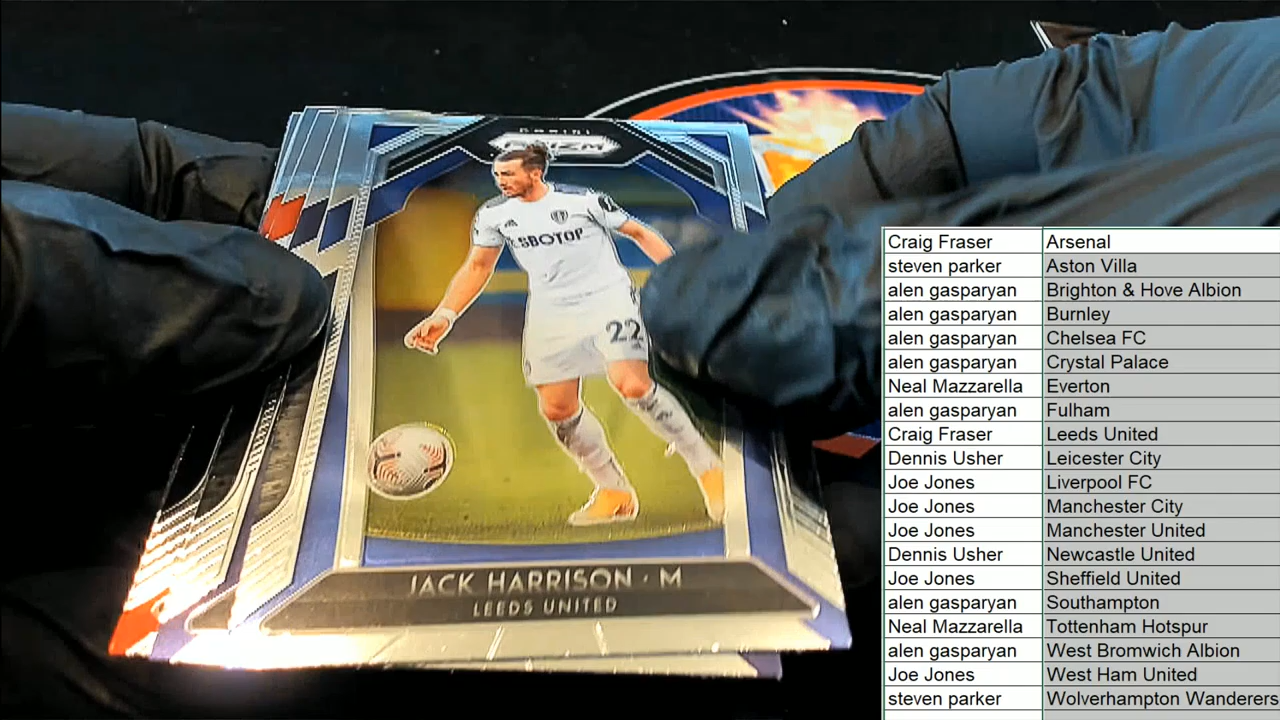 PANINI
PRIZM
SBOTOP
22
JACK HARRISON · M
LEEDS UNITED
Craig Fraser Arsenal
steven parker Aston Villa
alen gasparyan Brighton & Hove Albion
alen gasparyan Burnley
alen gasparyan Chelsea FC
alen gasparyan Crystal Palace
Neal Mazzarella Everton
alen gasparyan Fulham
Craig Fraser Leeds United
Dennis Usher Leicester City
Joe Jones Liverpool FC
Joe Jones Manchester City
Joe Jones Manchester United
Dennis Usher Newcastle United
Joe Jones Sheffield United
alen gasparyan Southampton
Neal Mazzarella Tottenham Hotspur
alen gasparyan West Bromwich Albion
Joe Jones West Ham United
steven parker Wolverhampton Wanderers